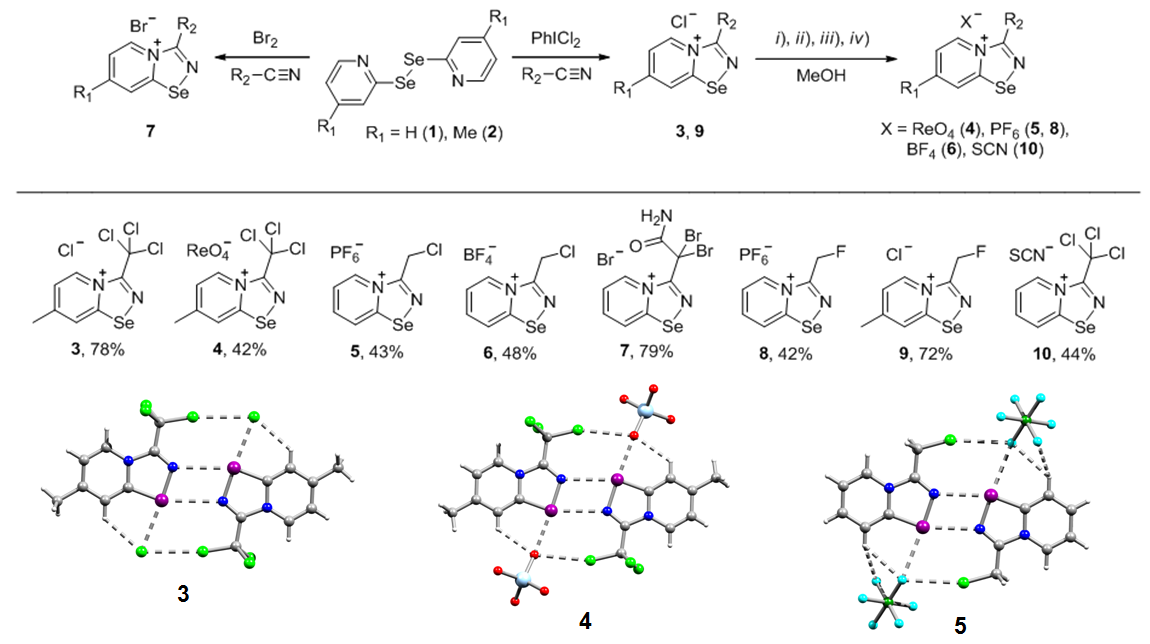 Br⁻ R₂
N⁺ N
R₁ Se
7
Br₂
R₂–C≡N
R₁
N Se
Se N
R₁
R₁ = H (1), Me (2)
PhICl₂
R₂–C≡N
Cl⁻ R₂
N⁺ N
R₁ Se
3, 9
i), ii), iii), iv)
MeOH
X⁻ R₂
N⁺ N
R₁ Se
X = ReO₄ (4), PF₆ (5, 8),
BF₄ (6), SCN (10)
Cl⁻ Cl Cl Cl
N⁺ N
Se
3, 78%
ReO₄⁻ Cl Cl Cl
N⁺ N
Se
4, 42%
PF₆⁻ Cl
N⁺ N
Se
5, 43%
BF₄⁻ Cl
N⁺ N
Se
6, 48%
H₂N
O Br
Br⁻ Br
N⁺ N
Se
7, 79%
PF₆⁻ F
N⁺ N
Se
8, 42%
Cl⁻ F
N⁺ N
Se
9, 72%
SCN⁻ Cl Cl Cl
N⁺ N
Se
10, 44%
3
4
5